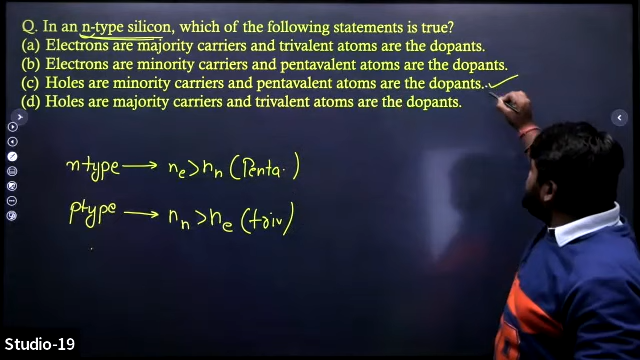 Q. In an n-type silicon, which of the following statements is true?
(a) Electrons are majority carriers and trivalent atoms are the dopants.
(b) Electrons are minority carriers and pentavalent atoms are the dopants.
(c) Holes are minority carriers and pentavalent atoms are the dopants.
(d) Holes are majority carriers and trivalent atoms are the dopants.
n type → ne > nn (Penta.)
Ptype → nn > ne (triv)
Studio-19